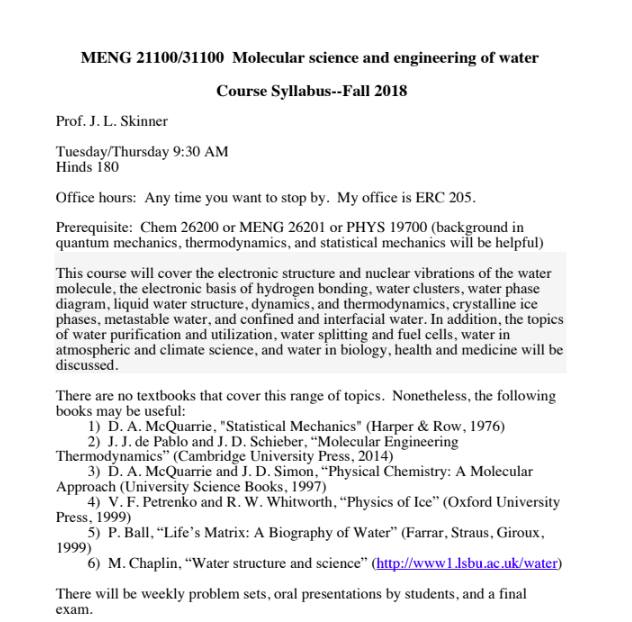 MENG 21100/31100  Molecular science and engineering of water
Course Syllabus--Fall 2018
Prof. J. L. Skinner
Tuesday/Thursday 9:30 AM
Hinds 180
Office hours:  Any time you want to stop by.  My office is ERC 205.
Prerequisite:  Chem 26200 or MENG 26201 or PHYS 19700 (background in
quantum mechanics, thermodynamics, and statistical mechanics will be helpful)
This course will cover the electronic structure and nuclear vibrations of the water
molecule, the electronic basis of hydrogen bonding, water clusters, water phase
diagram, liquid water structure, dynamics, and thermodynamics, crystalline ice
phases, metastable water, and confined and interfacial water. In addition, the topics
of water purification and utilization, water splitting and fuel cells, water in
atmospheric and climate science, and water in biology, health and medicine will be
discussed.
There are no textbooks that cover this range of topics.  Nonetheless, the following
books may be useful:
1)  D. A. McQuarrie, "Statistical Mechanics" (Harper & Row, 1976)
2)  J. J. de Pablo and J. D. Schieber, “Molecular Engineering
Thermodynamics” (Cambridge University Press, 2014)
3)  D. A. McQuarrie and J. D. Simon, “Physical Chemistry: A Molecular
Approach (University Science Books, 1997)
4)  V. F. Petrenko and R. W. Whitworth, “Physics of Ice” (Oxford University
Press, 1999)
5)  P. Ball, “Life’s Matrix: A Biography of Water” (Farrar, Straus, Giroux,
1999)
6)  M. Chaplin, “Water structure and science” (http://www1.lsbu.ac.uk/water)
There will be weekly problem sets, oral presentations by students, and a final
exam.